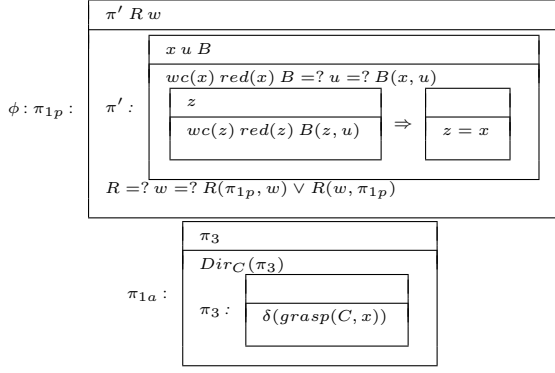 π′ R w
x u B
wc(x) red(x) B =? u =? B(x, u)
z
ϕ : π1p :
π′ :
wc(z) red(z) B(z, u) ⇒ z = x
R =? w =? R(π1p, w) ∨ R(w, π1p)
π3
DirC(π3)
π1a :
π3 :
δ(grasp(C, x))